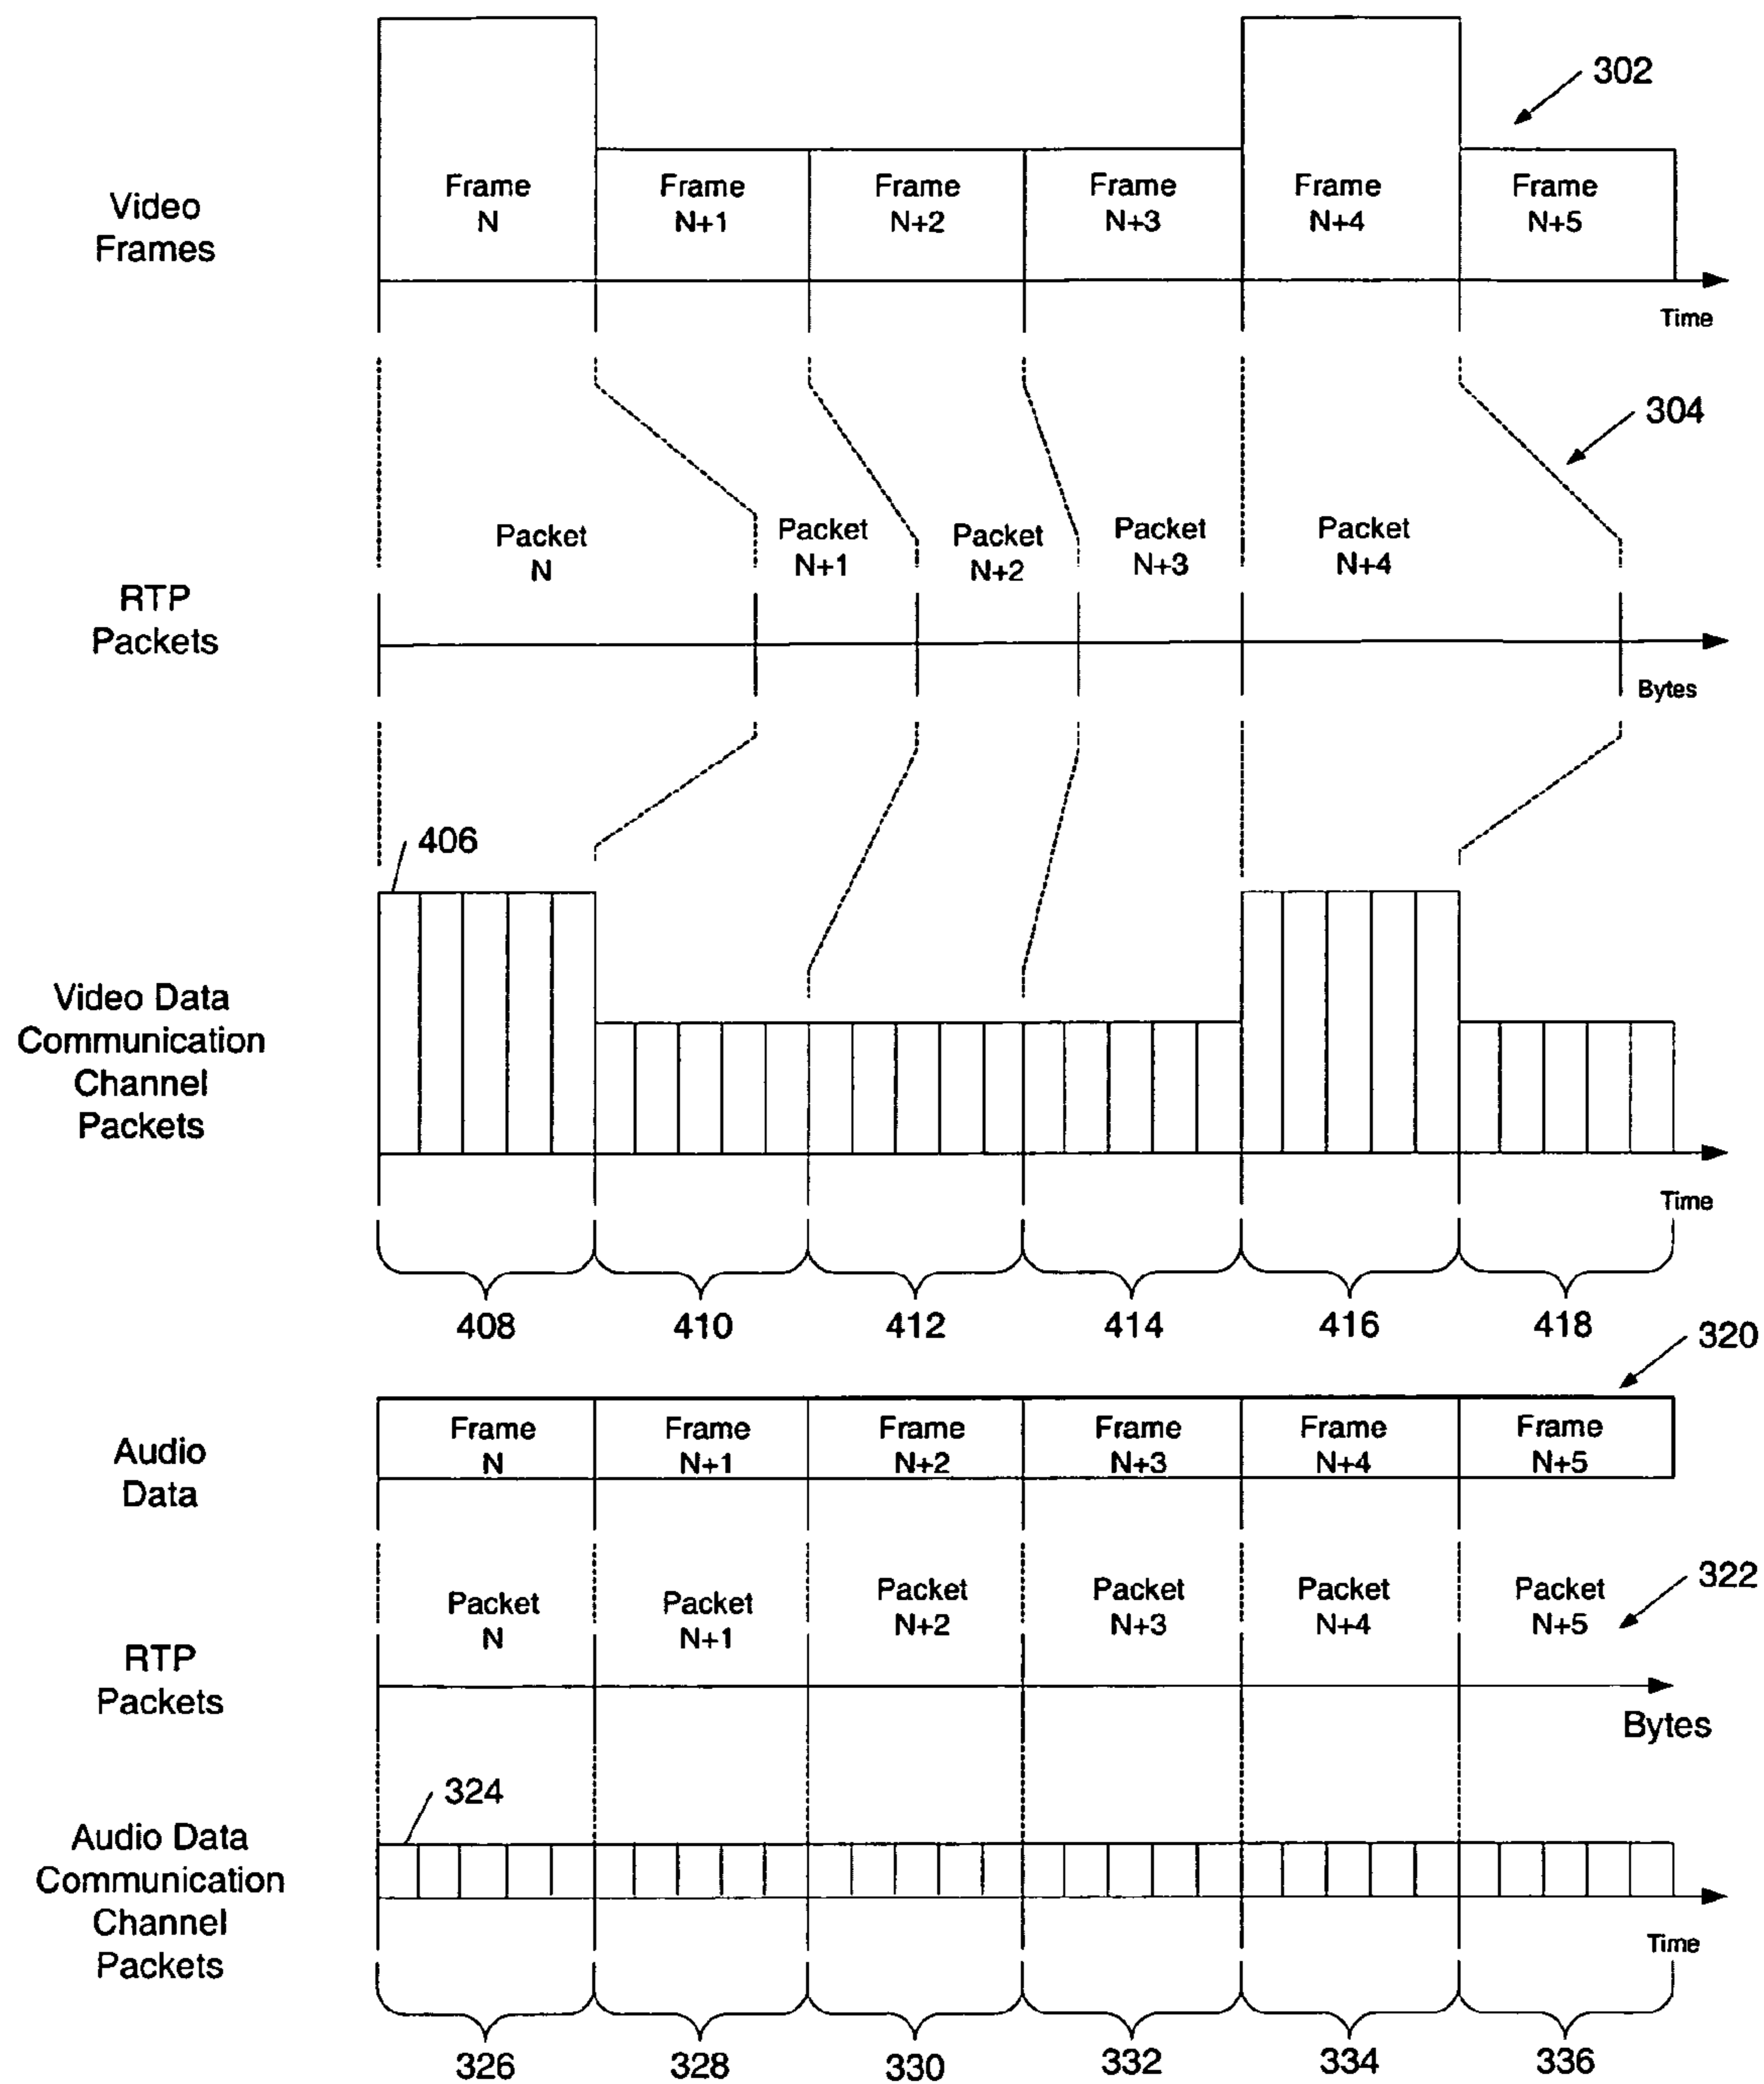 302
Video
Frames
Frame
N
Frame
N+1
Frame
N+2
Frame
N+3
Frame
N+4
Frame
N+5
Time
304
RTP
Packets
Packet
N
Packet
N+1
Packet
N+2
Packet
N+3
Packet
N+4
Bytes
406
Video Data
Communication
Channel
Packets
Time
408
410
412
414
416
418
320
Audio
Data
Frame
N
Frame
N+1
Frame
N+2
Frame
N+3
Frame
N+4
Frame
N+5
322
RTP
Packets
Packet
N
Packet
N+1
Packet
N+2
Packet
N+3
Packet
N+4
Packet
N+5
Bytes
324
Audio Data
Communication
Channel
Packets
Time
326
328
330
332
334
336